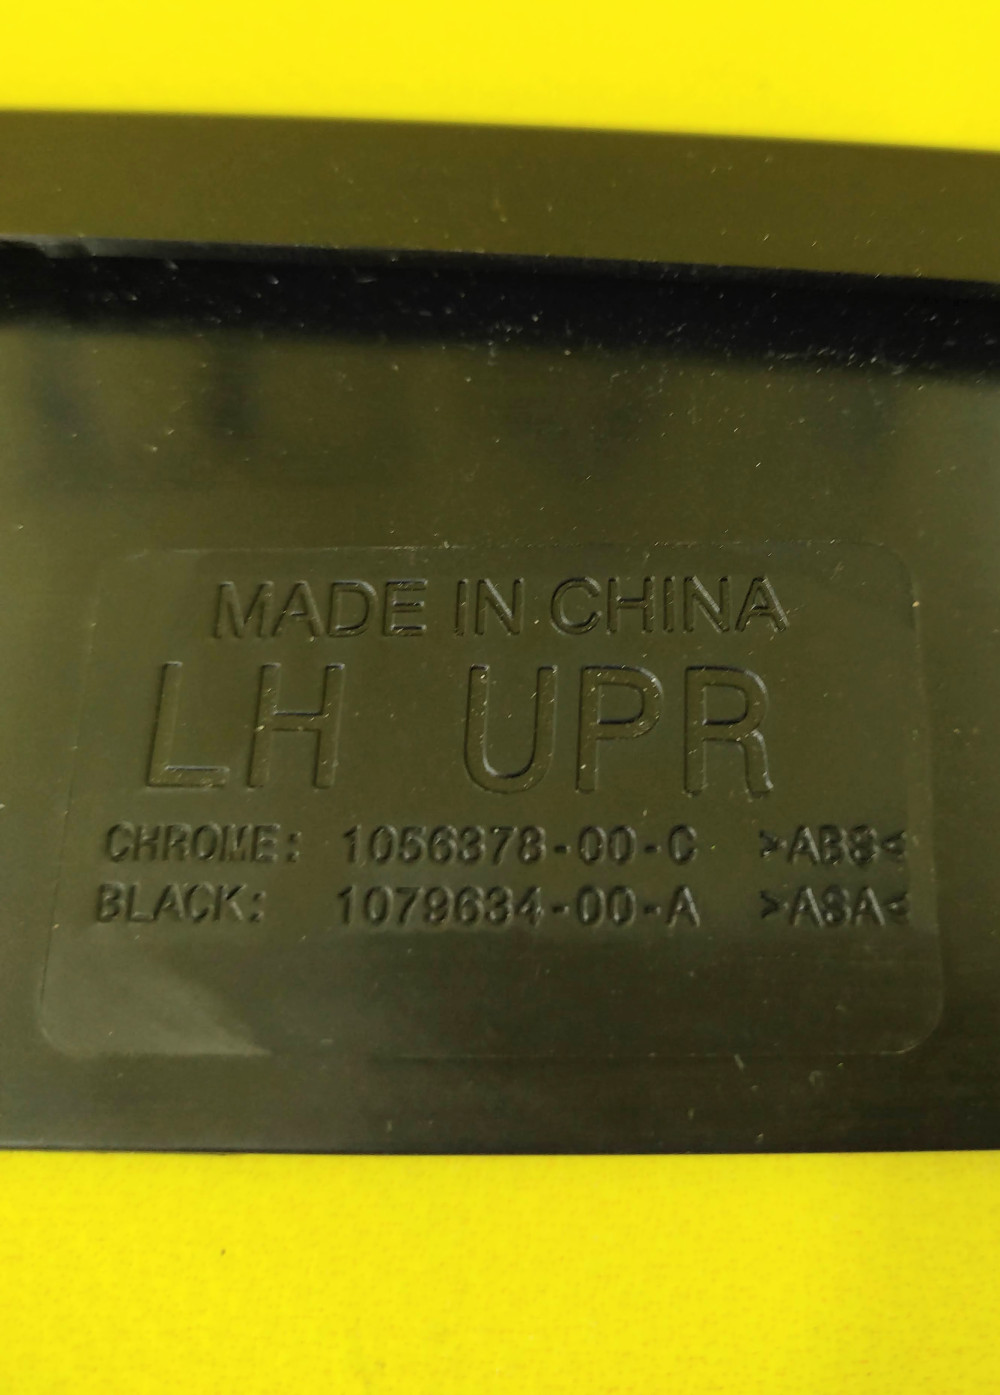 MADE IN CHINA
LH UPR
CHROME: 1056378-00-C >ABS<
BLACK: 1079634-00-A >ASA<